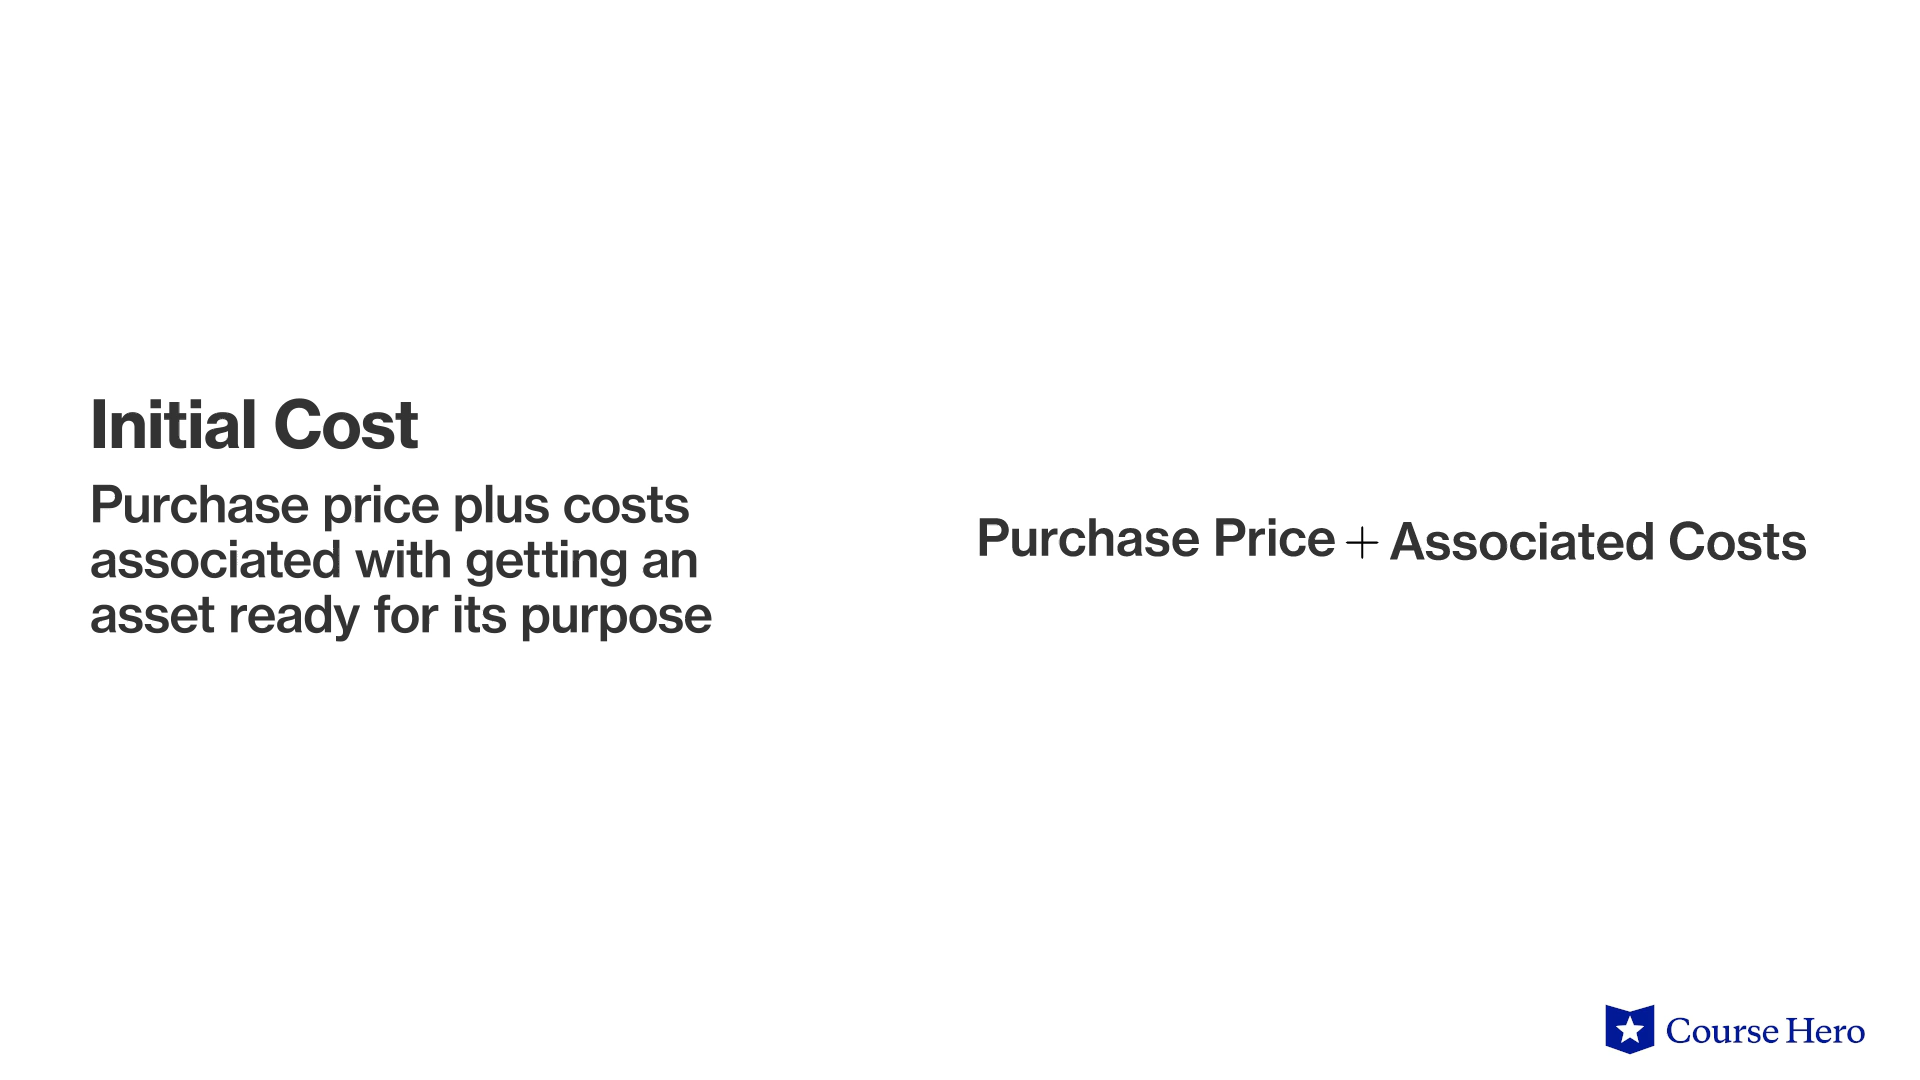 Initial Cost
Purchase price plus costs
associated with getting an
asset ready for its purpose
Purchase Price + Associated Costs
Course Hero